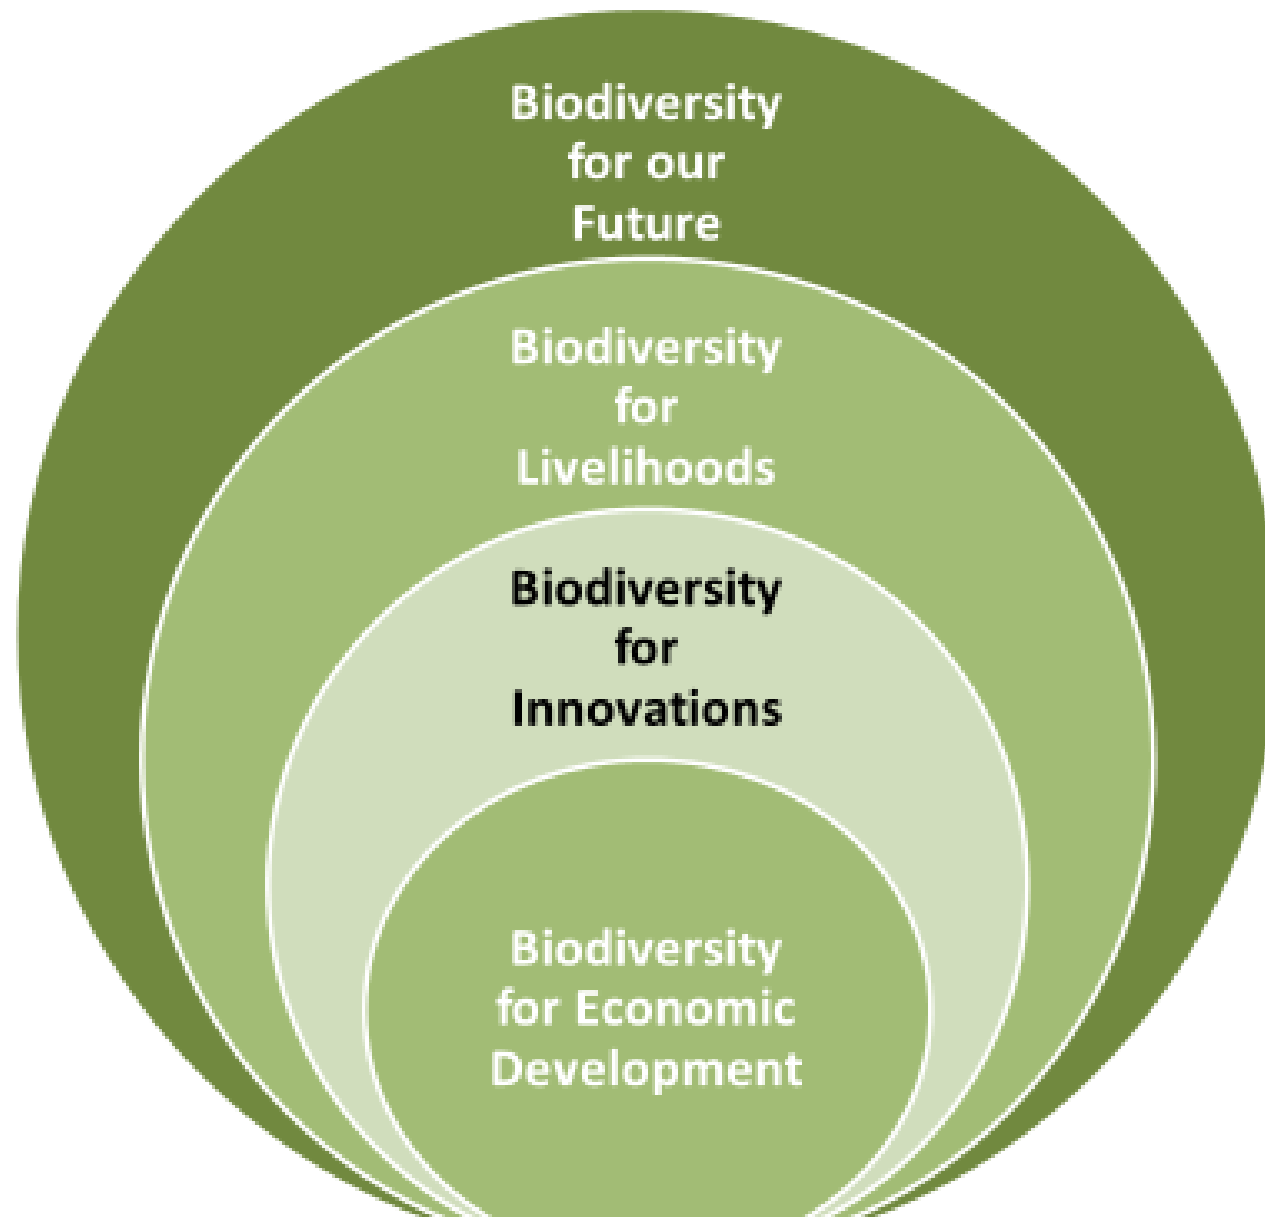 Biodiversity
for our
Future
Biodiversity
for
Livelihoods
Biodiversity
for
Innovations
Biodiversity
for Economic
Development